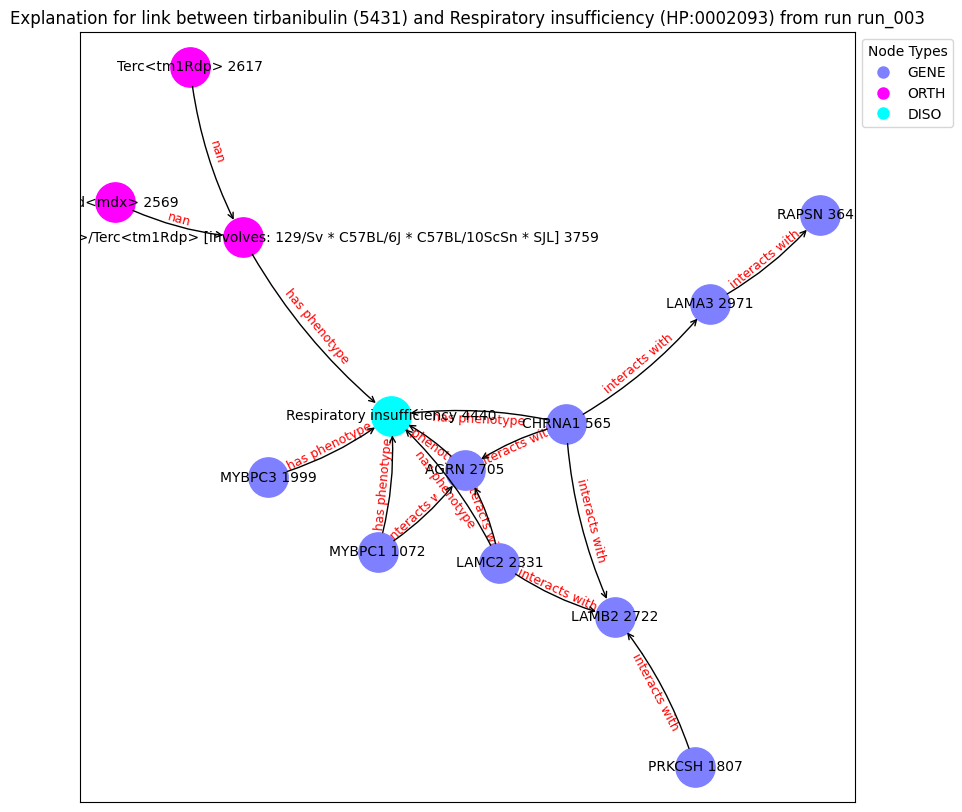 Explanation for link between tirbanibulin (5431) and Respiratory insufficiency (HP:0002093) from run run_003
Node Types
GENE
ORTH
DISO
Terc<tm1Rdp> 2617
nan
d<mdx> 2569
nan
>/Terc<tm1Rdp> [involves: 129/Sv * C57BL/6J * C57BL/10ScSn * SJL] 3759
RAPSN 364
interacts with
LAMA3 2971
has phenotype
interacts with
Respiratory insufficiency 4440
has phenotype
CHRNA1 565
has phenotype
interacts with
AGRN 2705
MYBPC3 1999
has phenotype
has phenotype
interacts with
interacts with
MYBPC1 1072
LAMC2 2331
interacts with
LAMB2 2722
interacts with
PRKCSH 1807